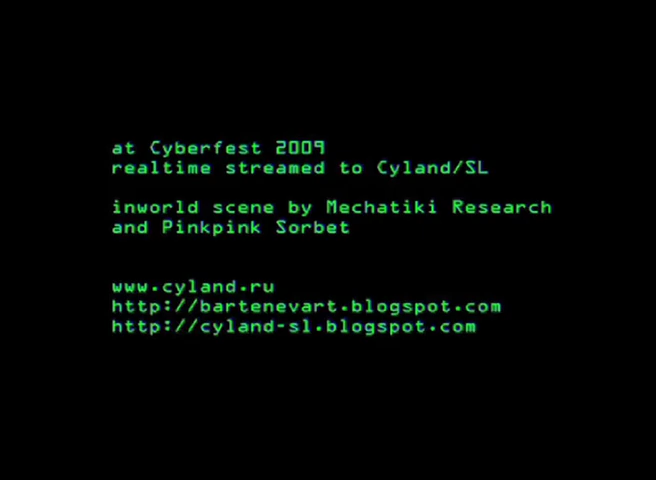 at Cyberfest 2009
realtime streamed to Cyland/SL
inworld scene by Mechatiki Research
and Pinkpink Sorbet
www.cyland.ru
http://bartenevart.blogspot.com
http://cyland-sl.blogspot.com